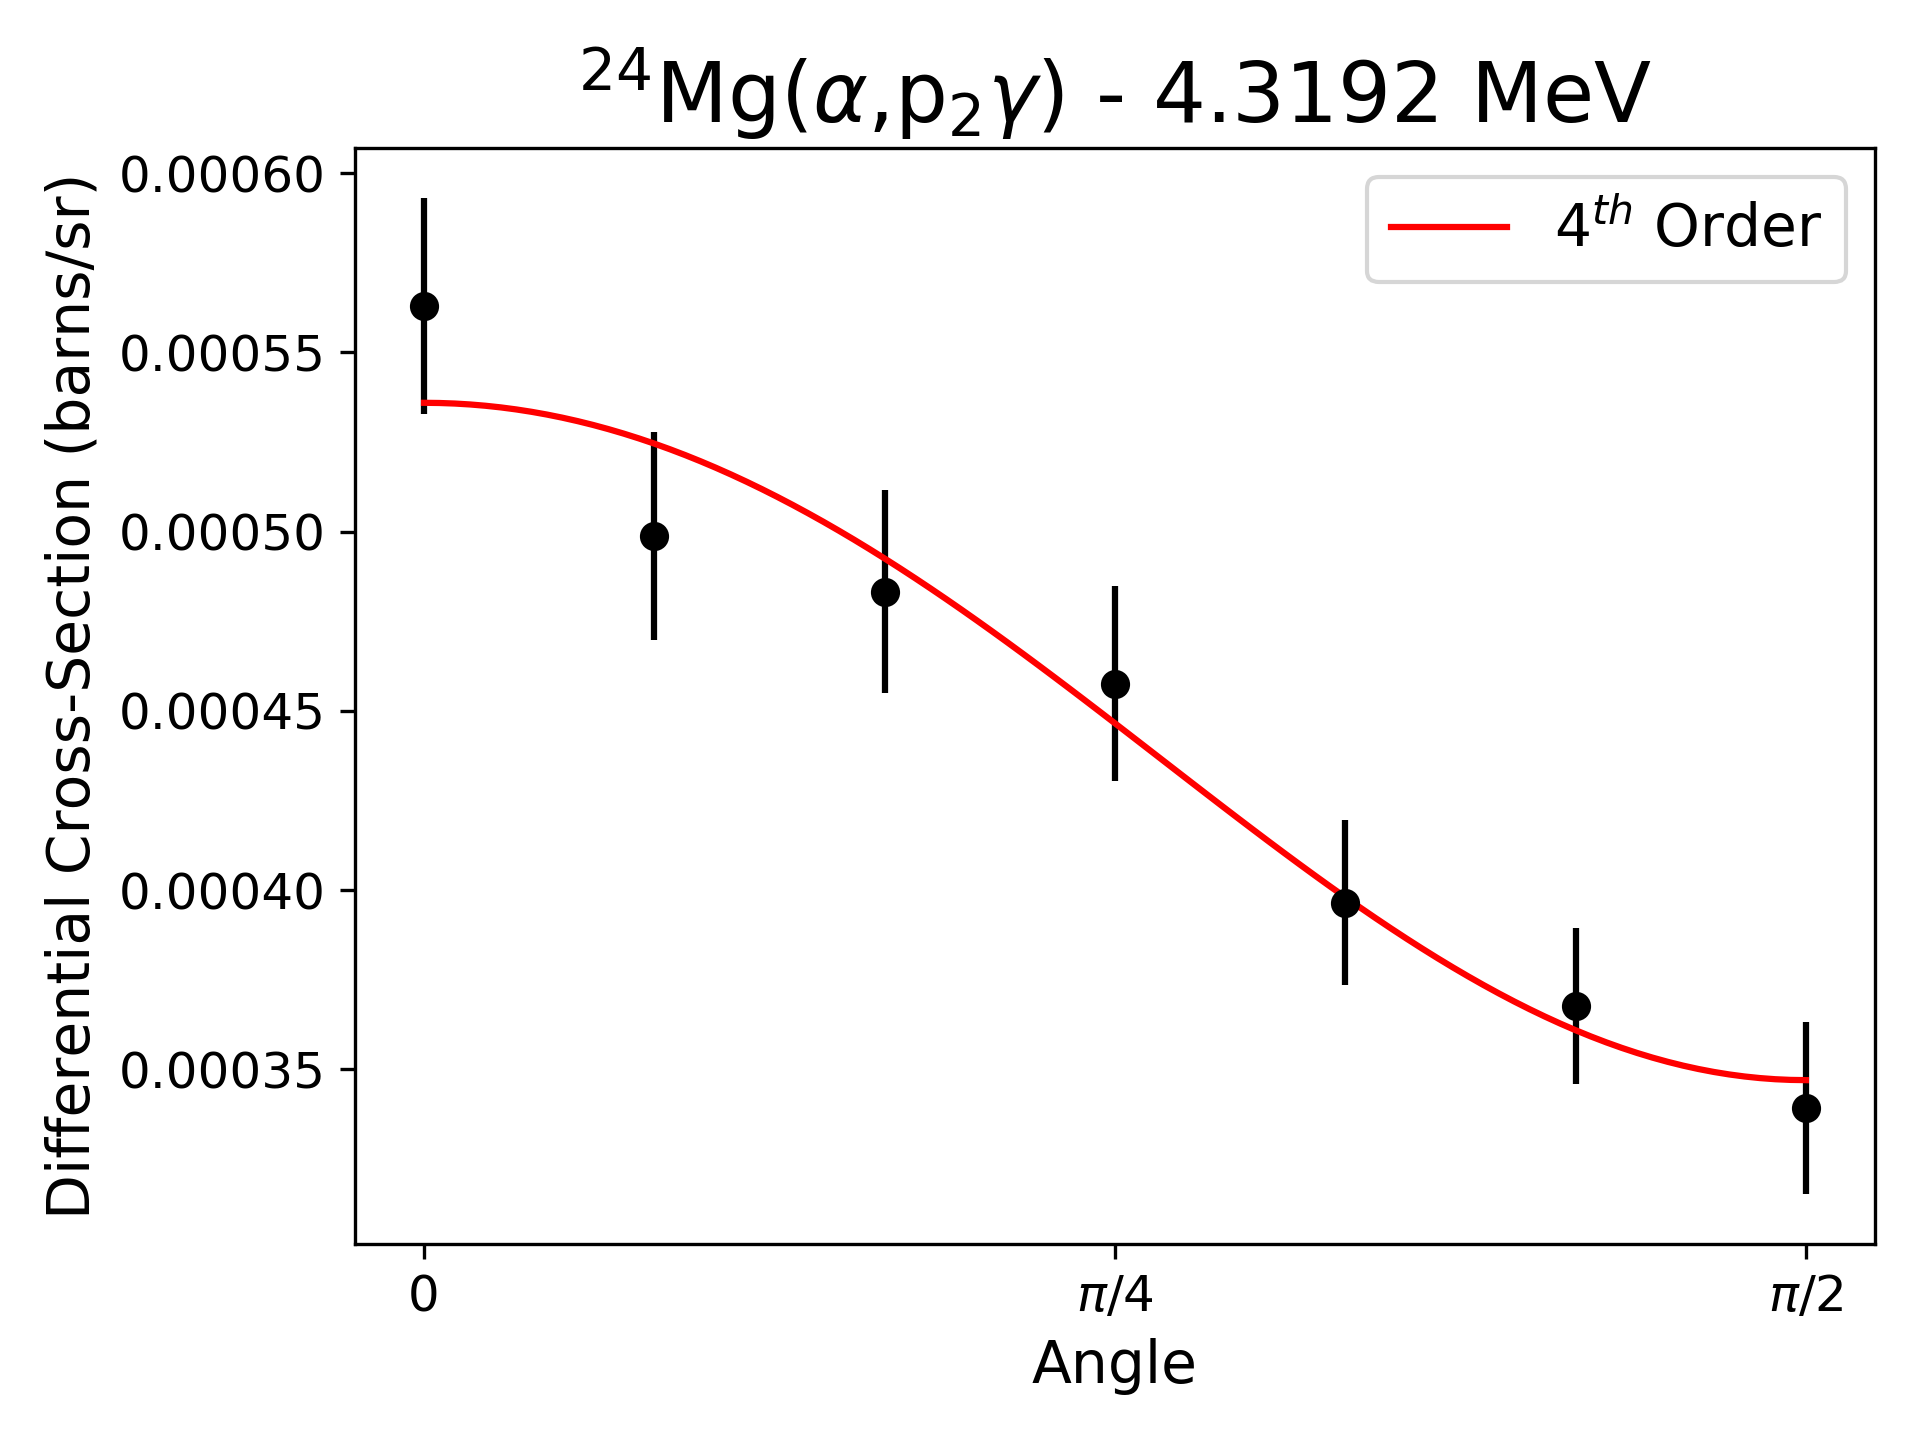 ²⁴Mg(α,p₂γ) - 4.3192 MeV
4ᵗʰ Order
Differential Cross-Section (barns/sr)
0.00060
0.00055
0.00050
0.00045
0.00040
0.00035
0 π/4 π/2
Angle